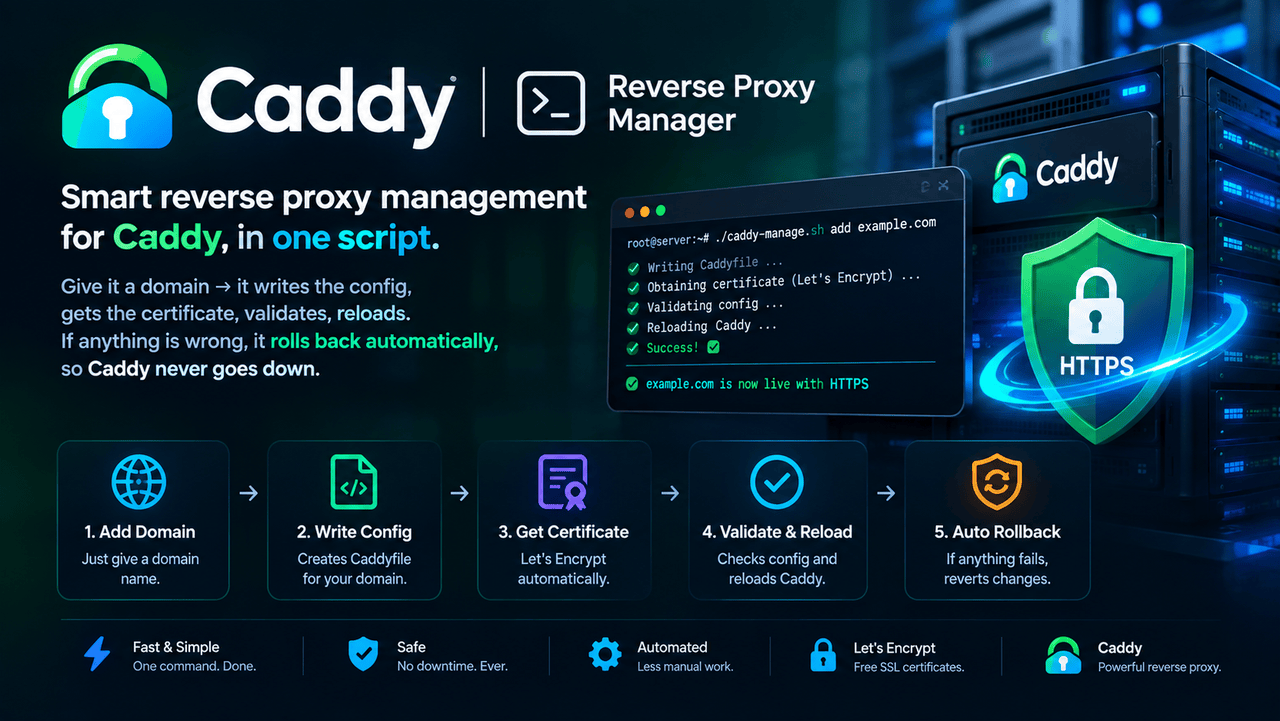 Caddy
Reverse Proxy
Manager
Smart reverse proxy management
for Caddy, in one script.
Give it a domain → it writes the config,
gets the certificate, validates, reloads.
If anything is wrong, it rolls back automatically,
so Caddy never goes down.
root@server:~# ./caddy-manage.sh add example.com
Writing Caddyfile ...
Obtaining certificate (Let's Encrypt) ...
Validating config ...
Reloading Caddy ...
Success!
example.com is now live with HTTPS
Caddy
HTTPS
1. Add Domain
Just give a domain
name.
2. Write Config
Creates Caddyfile
for your domain.
3. Get Certificate
Let's Encrypt
automatically.
4. Validate & Reload
Checks config and
reloads Caddy.
5. Auto Rollback
If anything fails,
reverts changes.
Fast & Simple
One command. Done.
Safe
No downtime. Ever.
Automated
Less manual work.
Let's Encrypt
Free SSL certificates.
Caddy
Powerful reverse proxy.